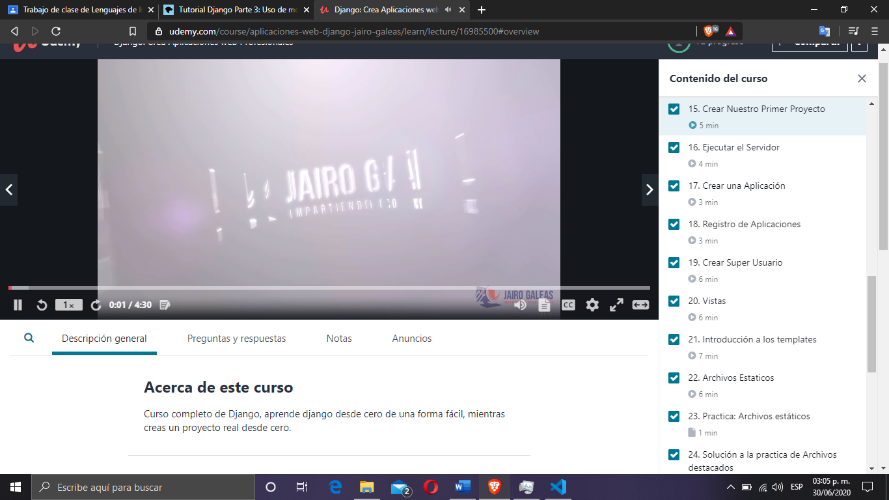 Trabajo de clase de Lenguajes de M
Tutorial Django Parte 3: Uso de mo
Django: Crea Aplicaciones web
udemy.com/course/aplicaciones-web-django-jairo-galeas/learn/lecture/16985500#overview
Contenido del curso
15. Crear Nuestro Primer Proyecto
5 min
16. Ejecutar el Servidor
4 min
17. Crear una Aplicación
3 min
18. Registro de Aplicaciones
3 min
19. Crear Super Usuario
6 min
20. Vistas
6 min
21. Introducción a los templates
7 min
22. Archivos Estaticos
6 min
23. Practica: Archivos estáticos
1 min
24. Solución a la practica de Archivos
destacados
JAIRO GA
JAIRO GALEAS
1x
0:01 / 4:30
CC
Descripción general
Preguntas y respuestas
Notas
Anuncios
Acerca de este curso
Curso completo de Django, aprende django desde cero de una forma fácil, mientras
creas un proyecto real desde cero.
Escribe aquí para buscar
2
ESP
03:05 p. m.
30/06/2020